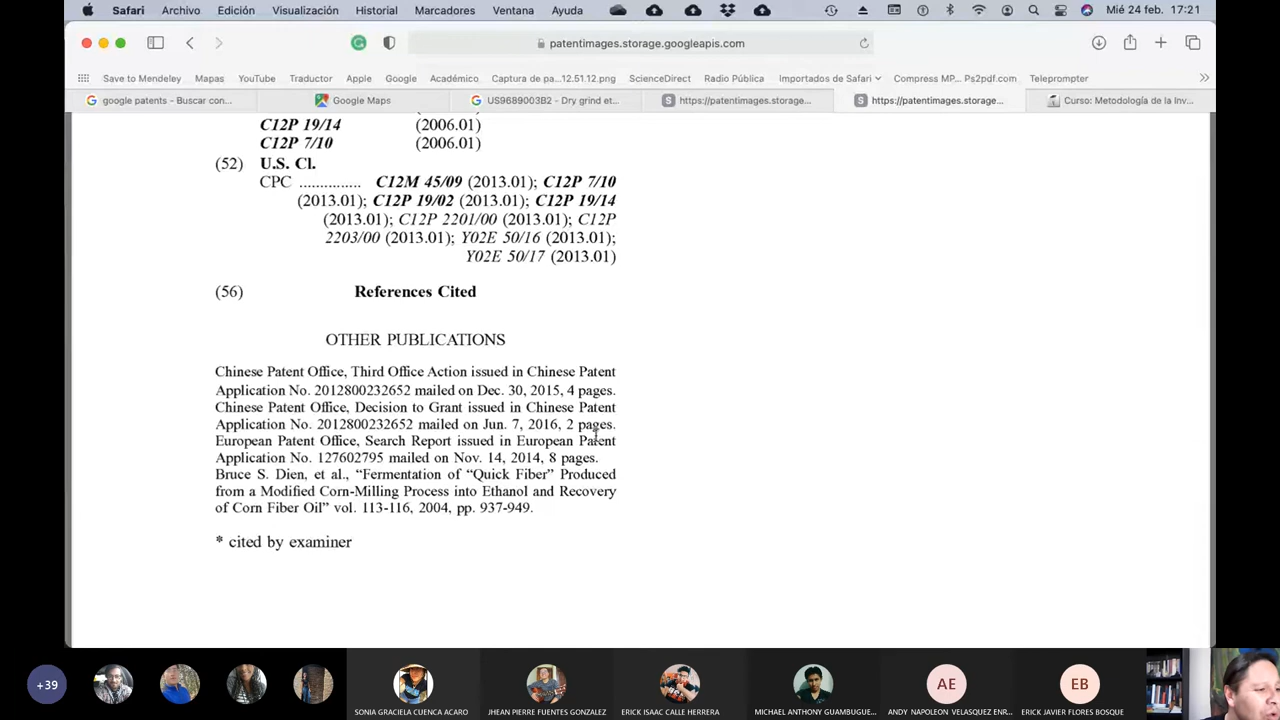 Safari Archivo Edición Visualización Historial Marcadores Ventana Ayuda Mié 24 feb. 17:21
patentimages.storage.googleapis.com
Save to Mendeley Mapas YouTube Traductor Apple Google Académico Captura de pa...12.51.12.png ScienceDirect Radio Pública Importados de Safari Compress MP... Ps2pdf.com Teleprompter
google patents - Buscar con... Google Maps US9689003B2 - Dry grind et... https://patentimages.storage... https://patentimages.storage... Curso: Metodología de la Inv...
C12P 19/14 (2006.01)
C12P 7/10 (2006.01)
(52) U.S. Cl.
CPC ............... C12M 45/09 (2013.01); C12P 7/10
(2013.01); C12P 19/02 (2013.01); C12P 19/14
(2013.01); C12P 2201/00 (2013.01); C12P
2203/00 (2013.01); Y02E 50/16 (2013.01);
Y02E 50/17 (2013.01)
(56) References Cited
OTHER PUBLICATIONS
Chinese Patent Office, Third Office Action issued in Chinese Patent
Application No. 2012800232652 mailed on Dec. 30, 2015, 4 pages.
Chinese Patent Office, Decision to Grant issued in Chinese Patent
Application No. 2012800232652 mailed on Jun. 7, 2016, 2 pages.
European Patent Office, Search Report issued in European Patent
Application No. 127602795 mailed on Nov. 14, 2014, 8 pages.
Bruce S. Dien, et al., “Fermentation of “Quick Fiber” Produced
from a Modified Corn-Milling Process into Ethanol and Recovery
of Corn Fiber Oil” vol. 113-116, 2004, pp. 937-949.
* cited by examiner
+39 AE EB
SONIA GRACIELA CUENCA ACARO JHEAN PIERRE FUENTES GONZALEZ ERICK ISAAC CALLE HERRERA MICHAEL ANTHONY GUAMBUGUE... ANDY NAPOLEON VELASQUEZ ENR... ERICK JAVIER FLORES BOSQUE